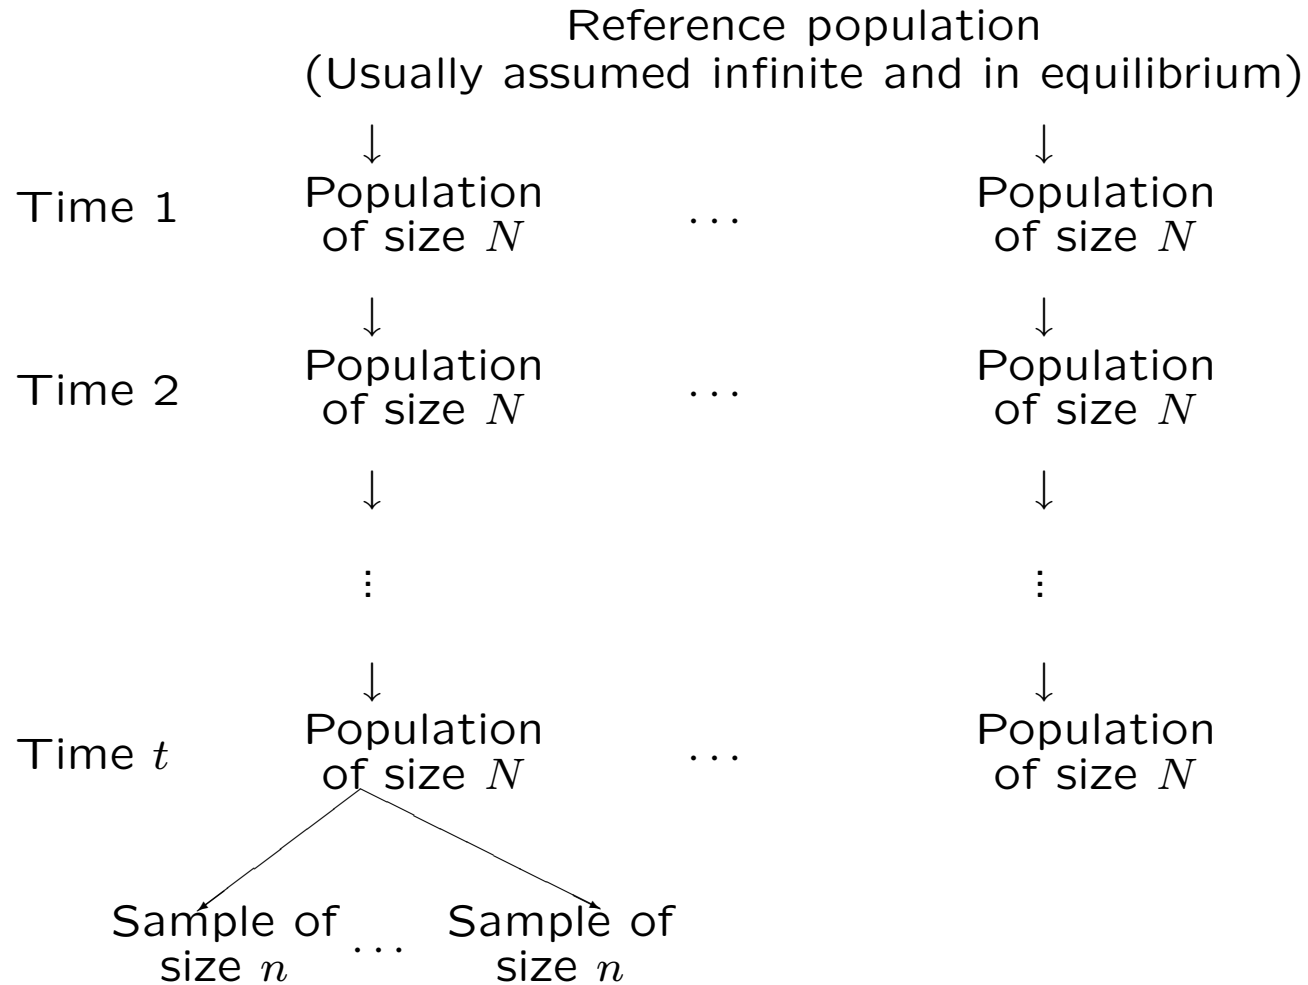 Reference population
(Usually assumed infinite and in equilibrium)
↓ ↓
Time 1 Population of size N … Population of size N
↓ ↓
Time 2 Population of size N … Population of size N
↓ ↓
⋮ ⋮
↓ ↓
Time t Population of size N … Population of size N
Sample of size n … Sample of size n